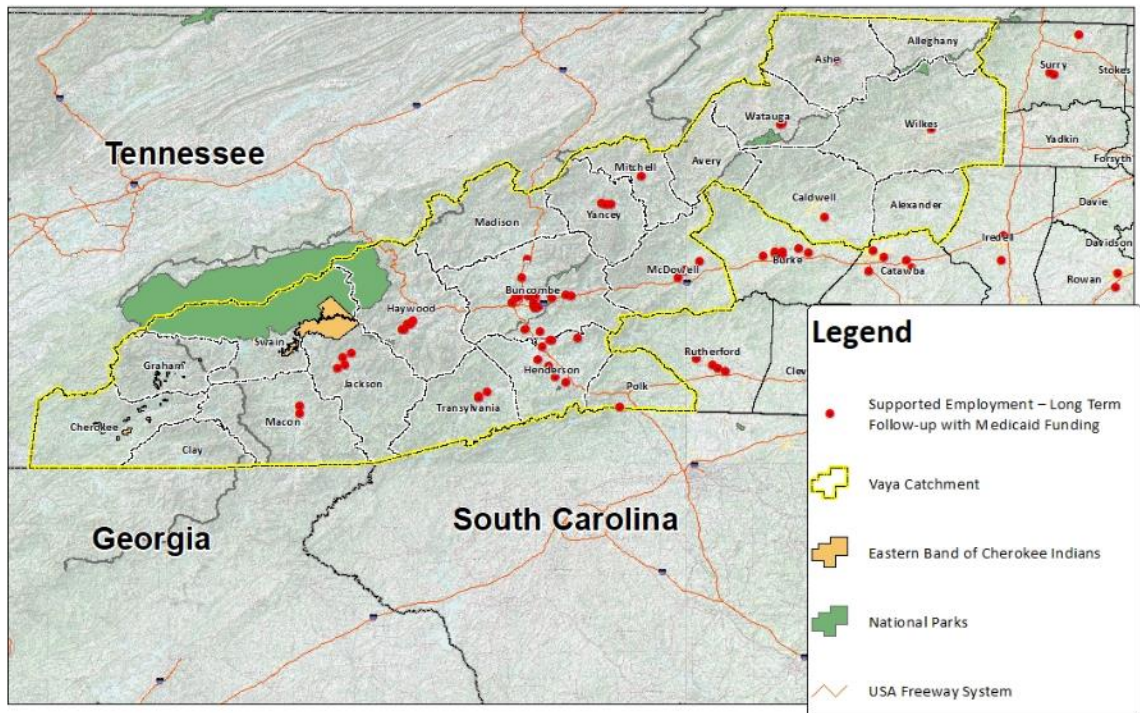 Alleghany
Ashe
Surry
Stokes
Watauga
Wilkes
Yadkin
Forsyth
Tennessee
Mitchell
Avery
Caldwell
Alexander
Davie
Madison
Yancey
Iredell
Davidson
McDowell
Burke
Catawba
Rowan
Buncombe
Haywood
Swain
Graham
Jackson
Henderson
Rutherford
Clev
Polk
Transylvania
Macon
Cherokee
Clay
Georgia
South Carolina
Legend
Supported Employment – Long Term
Follow-up with Medicaid Funding
Vaya Catchment
Eastern Band of Cherokee Indians
National Parks
USA Freeway System